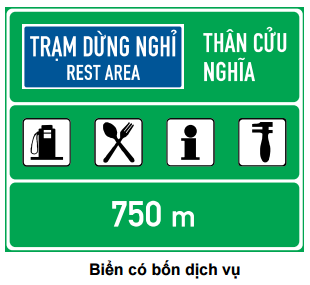 TRẠM DỪNG NGHỈ
REST AREA
THÂN CỬU
NGHĨA
750 m
Biển có bốn dịch vụ